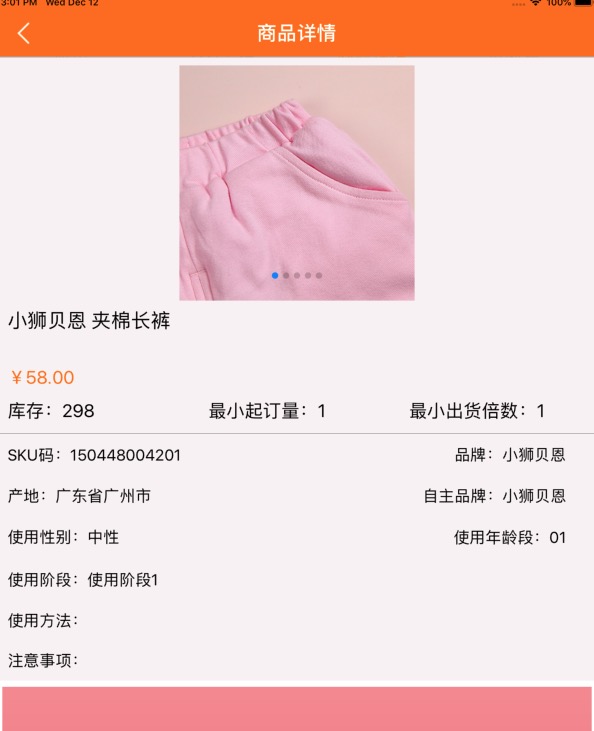 3:01 PM Wed Dec 12 100%
商品详情
小狮贝恩 夹棉长裤
￥58.00
库存：298 最小起订量：1 最小出货倍数：1
SKU码：150448004201 品牌：小狮贝恩
产地：广东省广州市 自主品牌：小狮贝恩
使用性别：中性 使用年龄段：01
使用阶段：使用阶段1
使用方法：
注意事项：